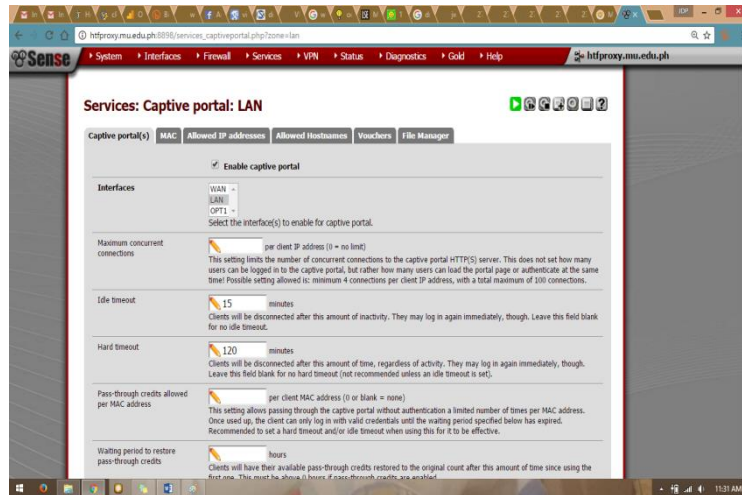 htfproxy.mu.edu.ph:8898/services_captiveportal.php?zone=lan
Sense
System Interfaces Firewall Services VPN Status Diagnostics Gold Help htfproxy.mu.edu.ph
Services: Captive portal: LAN
Captive portal(s) MAC Allowed IP addresses Allowed Hostnames Vouchers File Manager
Enable captive portal
Interfaces
WAN
LAN
OPT1
Select the interface(s) to enable for captive portal.
Maximum concurrent
connections
per client IP address (0 = no limit)
This setting limits the number of concurrent connections to the captive portal HTTP(S) server. This does not set how many
users can be logged in to the captive portal, but rather how many users can load the portal page or authenticate at the same
time! Possible setting allowed is: minimum 4 connections per client IP address, with a total maximum of 100 connections.
Idle timeout
15 minutes
Clients will be disconnected after this amount of inactivity. They may log in again immediately, though. Leave this field blank
for no idle timeout.
Hard timeout
120 minutes
Clients will be disconnected after this amount of time, regardless of activity. They may log in again immediately, though.
Leave this field blank for no hard timeout (not recommended unless an idle timeout is set).
Pass-through credits allowed
per MAC address
per client MAC address (0 or blank = none)
This setting allows passing through the captive portal without authentication a limited number of times per MAC address.
Once used up, the client can only log in with valid credentials until the waiting period specified below has expired.
Recommended to set a hard timeout and/or idle timeout when using this for it to be effective.
Waiting period to restore
pass-through credits
hours
Clients will have their available pass-through credits restored to the original count after this amount of time since using the
first one. This must be above 0 hours if pass-through credits are enabled.
11:31 AM